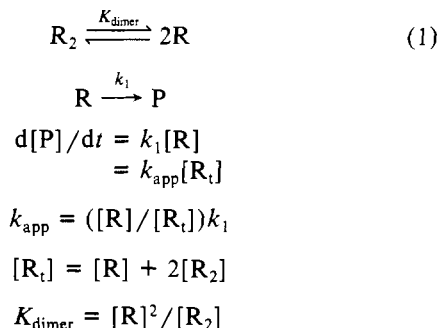 K_dimer
R₂ ⇌ 2R (1)
k₁
R ⟶ P
d[P]/dt = k₁[R]
= k_app[R_t]
k_app = ([R]/[R_t])k₁
[R_t] = [R] + 2[R₂]
K_dimer = [R]²/[R₂]